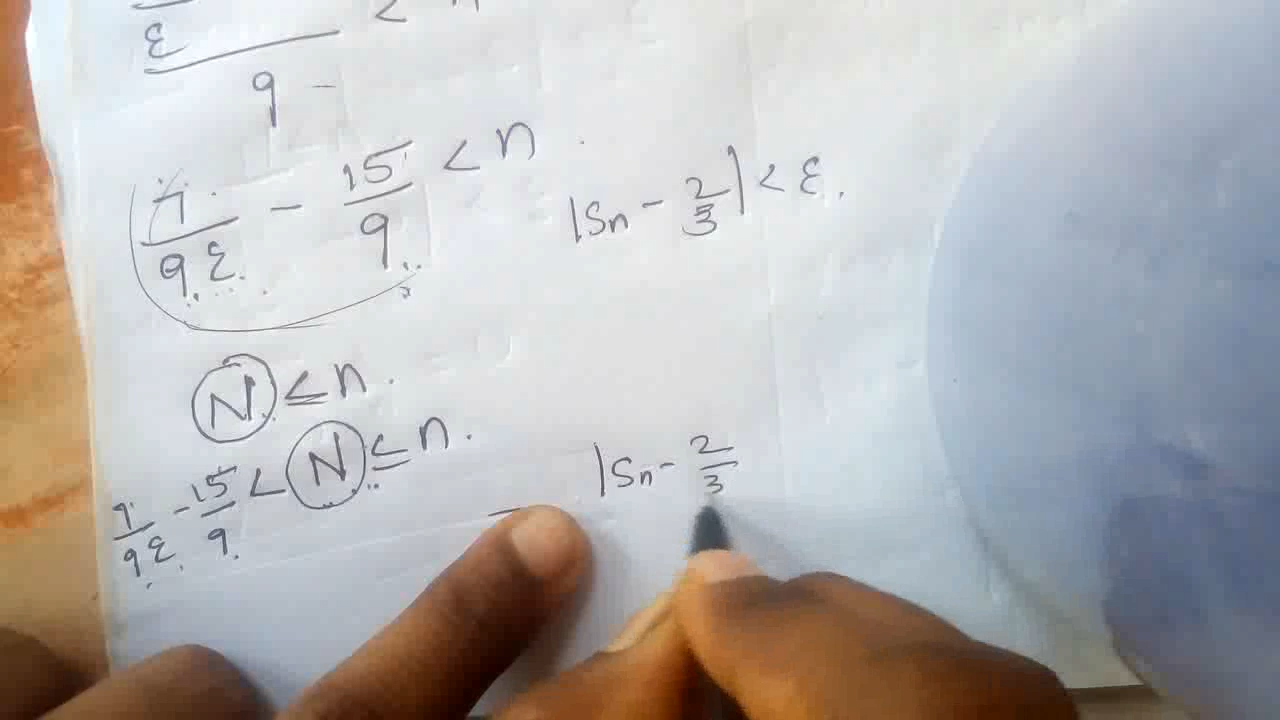 ε < n
9
7/9ε - 15/9 < n .
|Sn - 2/3| < ε .
N ≤ n .
7/9ε - 15/9 < N ≤ n .
|Sn - 2/3